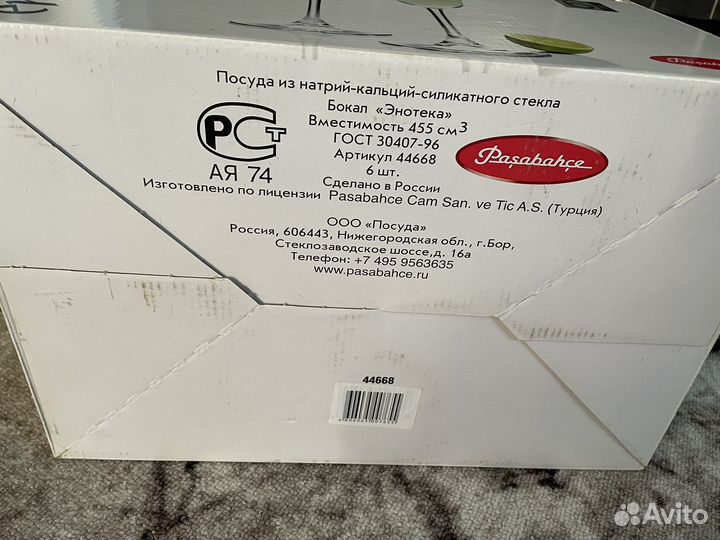 Pasabahçe
Посуда из натрий-кальций-силикатного стекла
Бокал «Энотека»
Вместимость 455 см3
ГОСТ 30407-96
Артикул 44668
6 шт.
Сделано в России
РСТ
АЯ 74
Paşabahçe
Изготовлено по лицензии Pasabahce Cam San. ve Tic A.S. (Турция)
ООО «Посуда»
Россия, 606443, Нижегородская обл., г.Бор,
Стеклозаводское шоссе,д. 16а
Телефон: +7 495 9563635
www.pasabahce.ru
44668
Avito